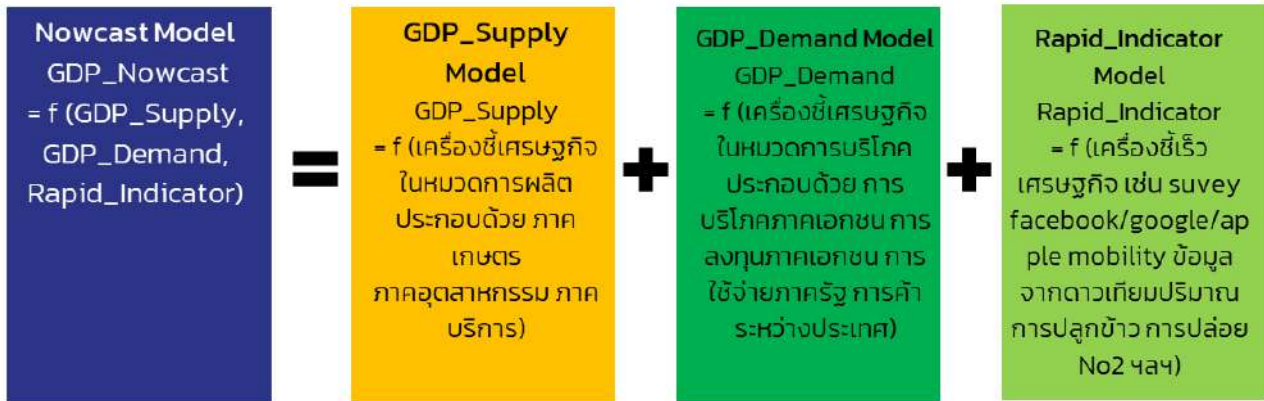 Nowcast Model
GDP_Nowcast
= f (GDP_Supply,
GDP_Demand,
Rapid_Indicator)
=
GDP_Supply
Model
GDP_Supply
= f (เครื่องชี้เศรษฐกิจ
ในหมวดการผลิต
ประกอบด้วย ภาค
เกษตร
ภาคอุตสาหกรรม ภาค
บริการ)
+
GDP_Demand Model
GDP_Demand
= f (เครื่องชี้เศรษฐกิจ
ในหมวดการบริโภค
ประกอบด้วย การ
บริโภคภาคเอกชน การ
ลงทุนภาคเอกชน การ
ใช้จ่ายภาครัฐ การค้า
ระหว่างประเทศ)
+
Rapid_Indicator
Model
Rapid_Indicator
= f (เครื่องชี้เร็ว
เศรษฐกิจ เช่น suvey
facebook/google/ap
ple mobility ข้อมูล
จากดาวเทียมปริมาณ
การปลูกข้าว การปล่อย
No2 ฯลฯ)